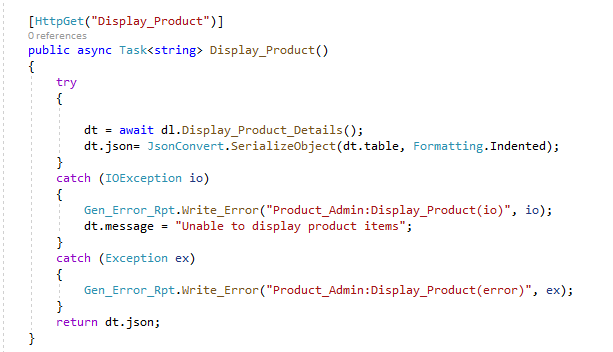 [HttpGet("Display_Product")]
0 references
public async Task<string> Display_Product()
{
try
{
dt = await dl.Display_Product_Details();
dt.json= JsonConvert.SerializeObject(dt.table, Formatting.Indented);
}
catch (IOException io)
{
Gen_Error_Rpt.Write_Error("Product_Admin:Display_Product(io)", io);
dt.message = "Unable to display product items";
}
catch (Exception ex)
{
Gen_Error_Rpt.Write_Error("Product_Admin:Display_Product(error)", ex);
}
return dt.json;
}